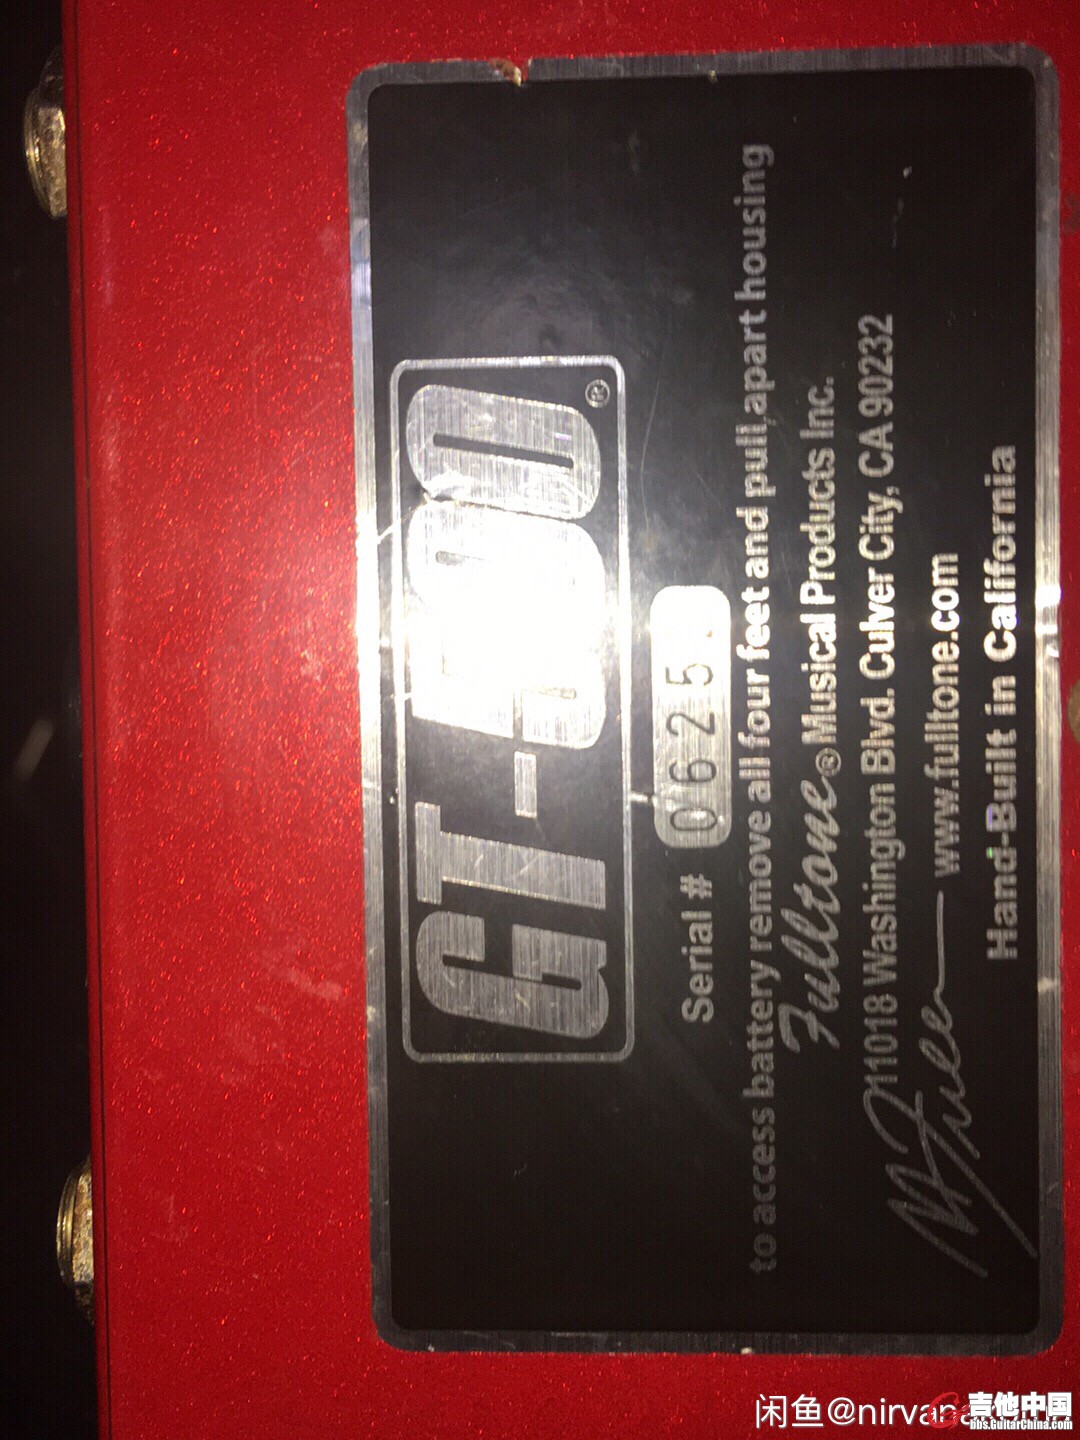 GT-500®
Serial # 0625
to access battery remove all four feet and pull apart housing
Fulltone® Musical Products Inc.
11018 Washington Blvd. Culver City, CA 90232
www.fulltone.com
Hand-Built in California
闲鱼@nirvana
吉他中国
bbs.GuitarChina.com